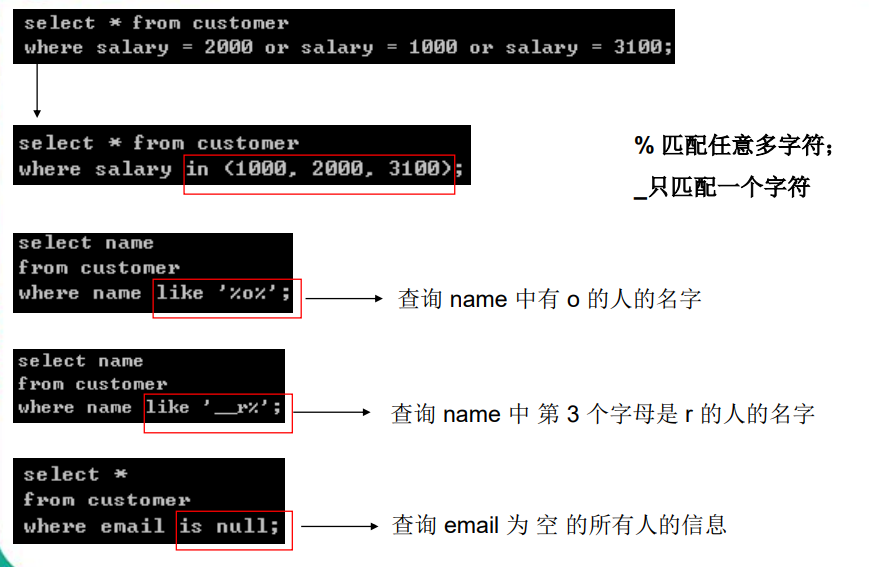 select * from customer
where salary = 2000 or salary = 1000 or salary = 3100;
select * from customer
where salary in (1000, 2000, 3100);
% 匹配任意多字符；
_只匹配一个字符
select name
from customer
where name like '%o%';
查询 name 中有 o 的人的名字
select name
from customer
where name like '__r%';
查询 name 中 第 3 个字母是 r 的人的名字
select *
from customer
where email is null;
查询 email 为 空 的所有人的信息